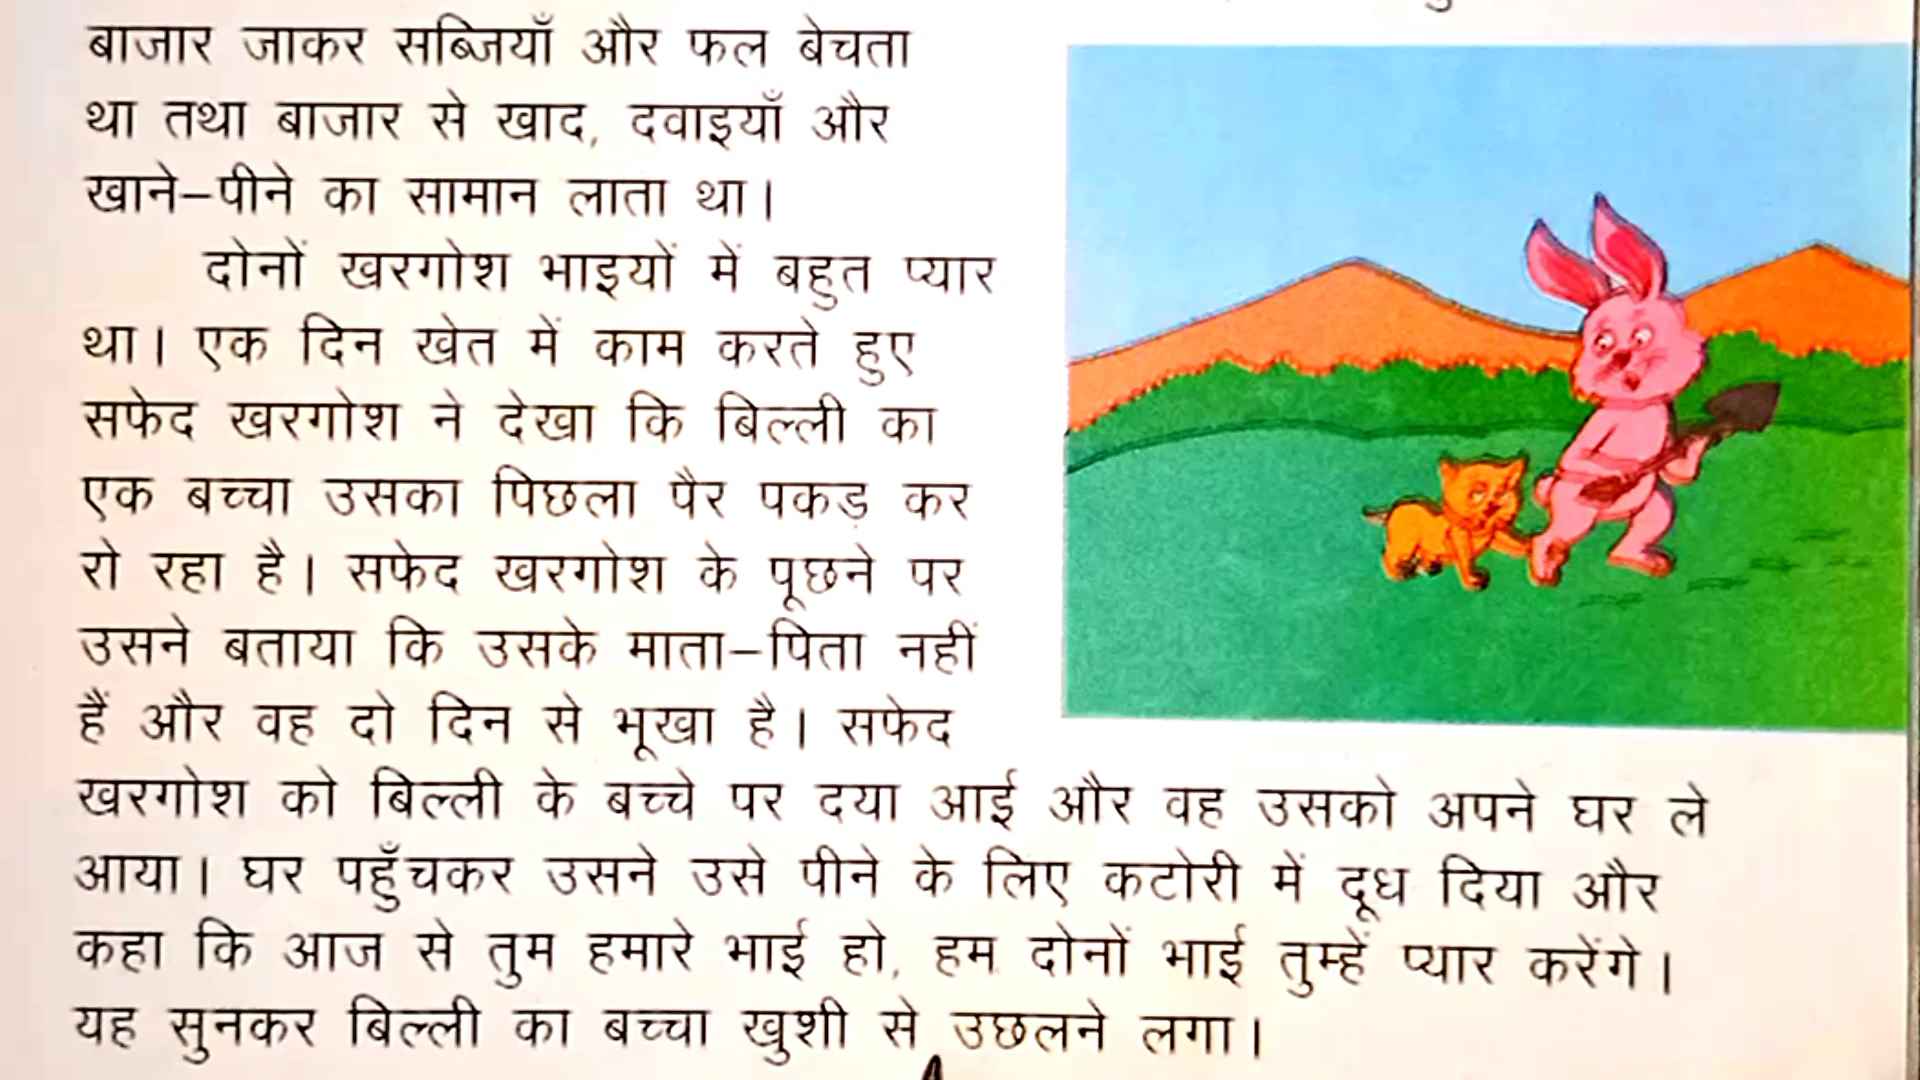 बाजार जाकर सब्जियाँ और फल बेचता
था तथा बाजार से खाद, दवाइयाँ और
खाने–पीने का सामान लाता था।
दोनों खरगोश भाइयों में बहुत प्यार
था। एक दिन खेत में काम करते हुए
सफेद खरगोश ने देखा कि बिल्ली का
एक बच्चा उसका पिछला पैर पकड़ कर
रो रहा है। सफेद खरगोश के पूछने पर
उसने बताया कि उसके माता–पिता नहीं
हैं और वह दो दिन से भूखा है। सफेद
खरगोश को बिल्ली के बच्चे पर दया आई और वह उसको अपने घर ले
आया। घर पहुँचकर उसने उसे पीने के लिए कटोरी में दूध दिया और
कहा कि आज से तुम हमारे भाई हो, हम दोनों भाई तुम्हें प्यार करेंगे।
यह सुनकर बिल्ली का बच्चा खुशी से उछलने लगा।